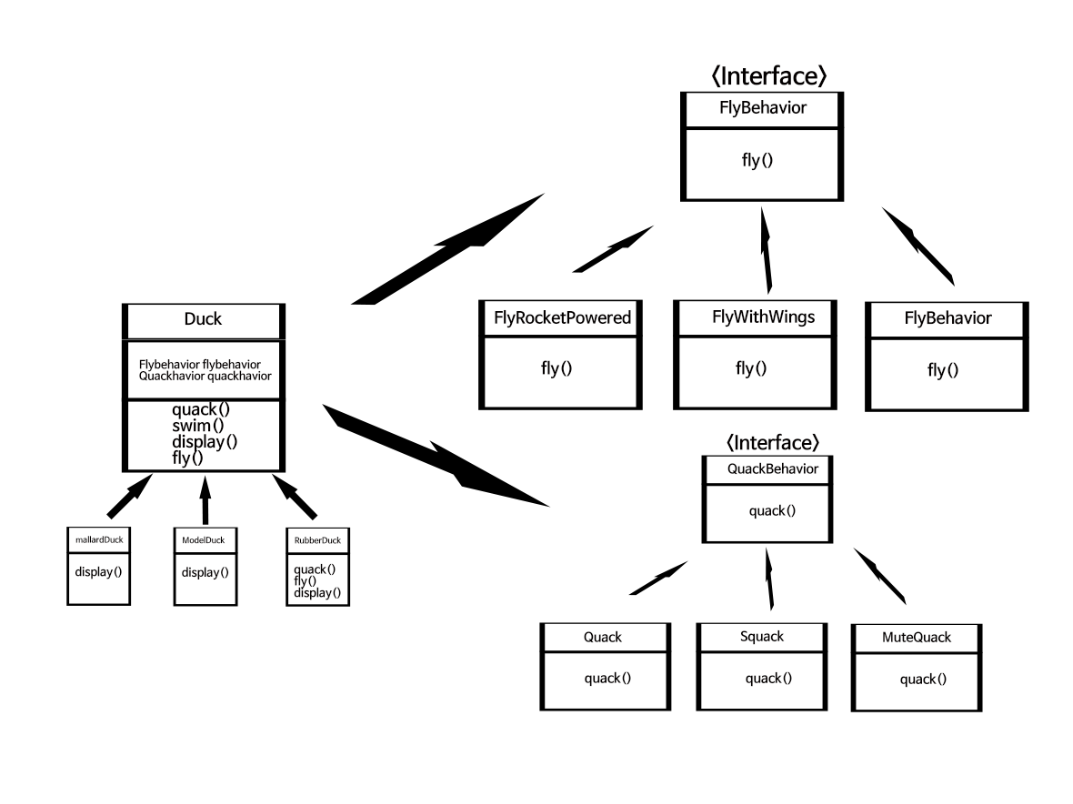 〈Interface〉
FlyBehavior
fly()
FlyRocketPowered
fly()
FlyWithWings
fly()
FlyBehavior
fly()
Duck
Flybehavior flybehavior
Quackhavior quackhavior
quack()
swim()
display()
fly()
mallardDuck
display()
ModelDuck
display()
RubberDuck
quack()
fly()
display()
〈Interface〉
QuackBehavior
quack()
Quack
quack()
Squack
quack()
MuteQuack
quack()